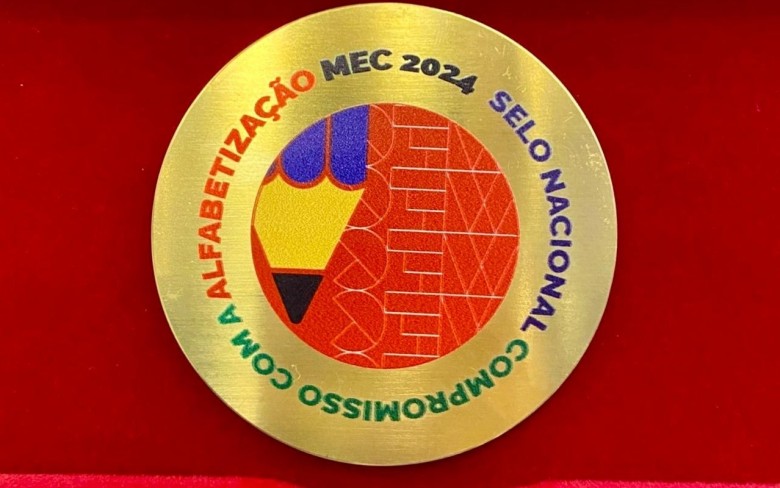 SELO NACIONAL COMPROMISSO COM A ALFABETIZAÇÃO MEC 2024